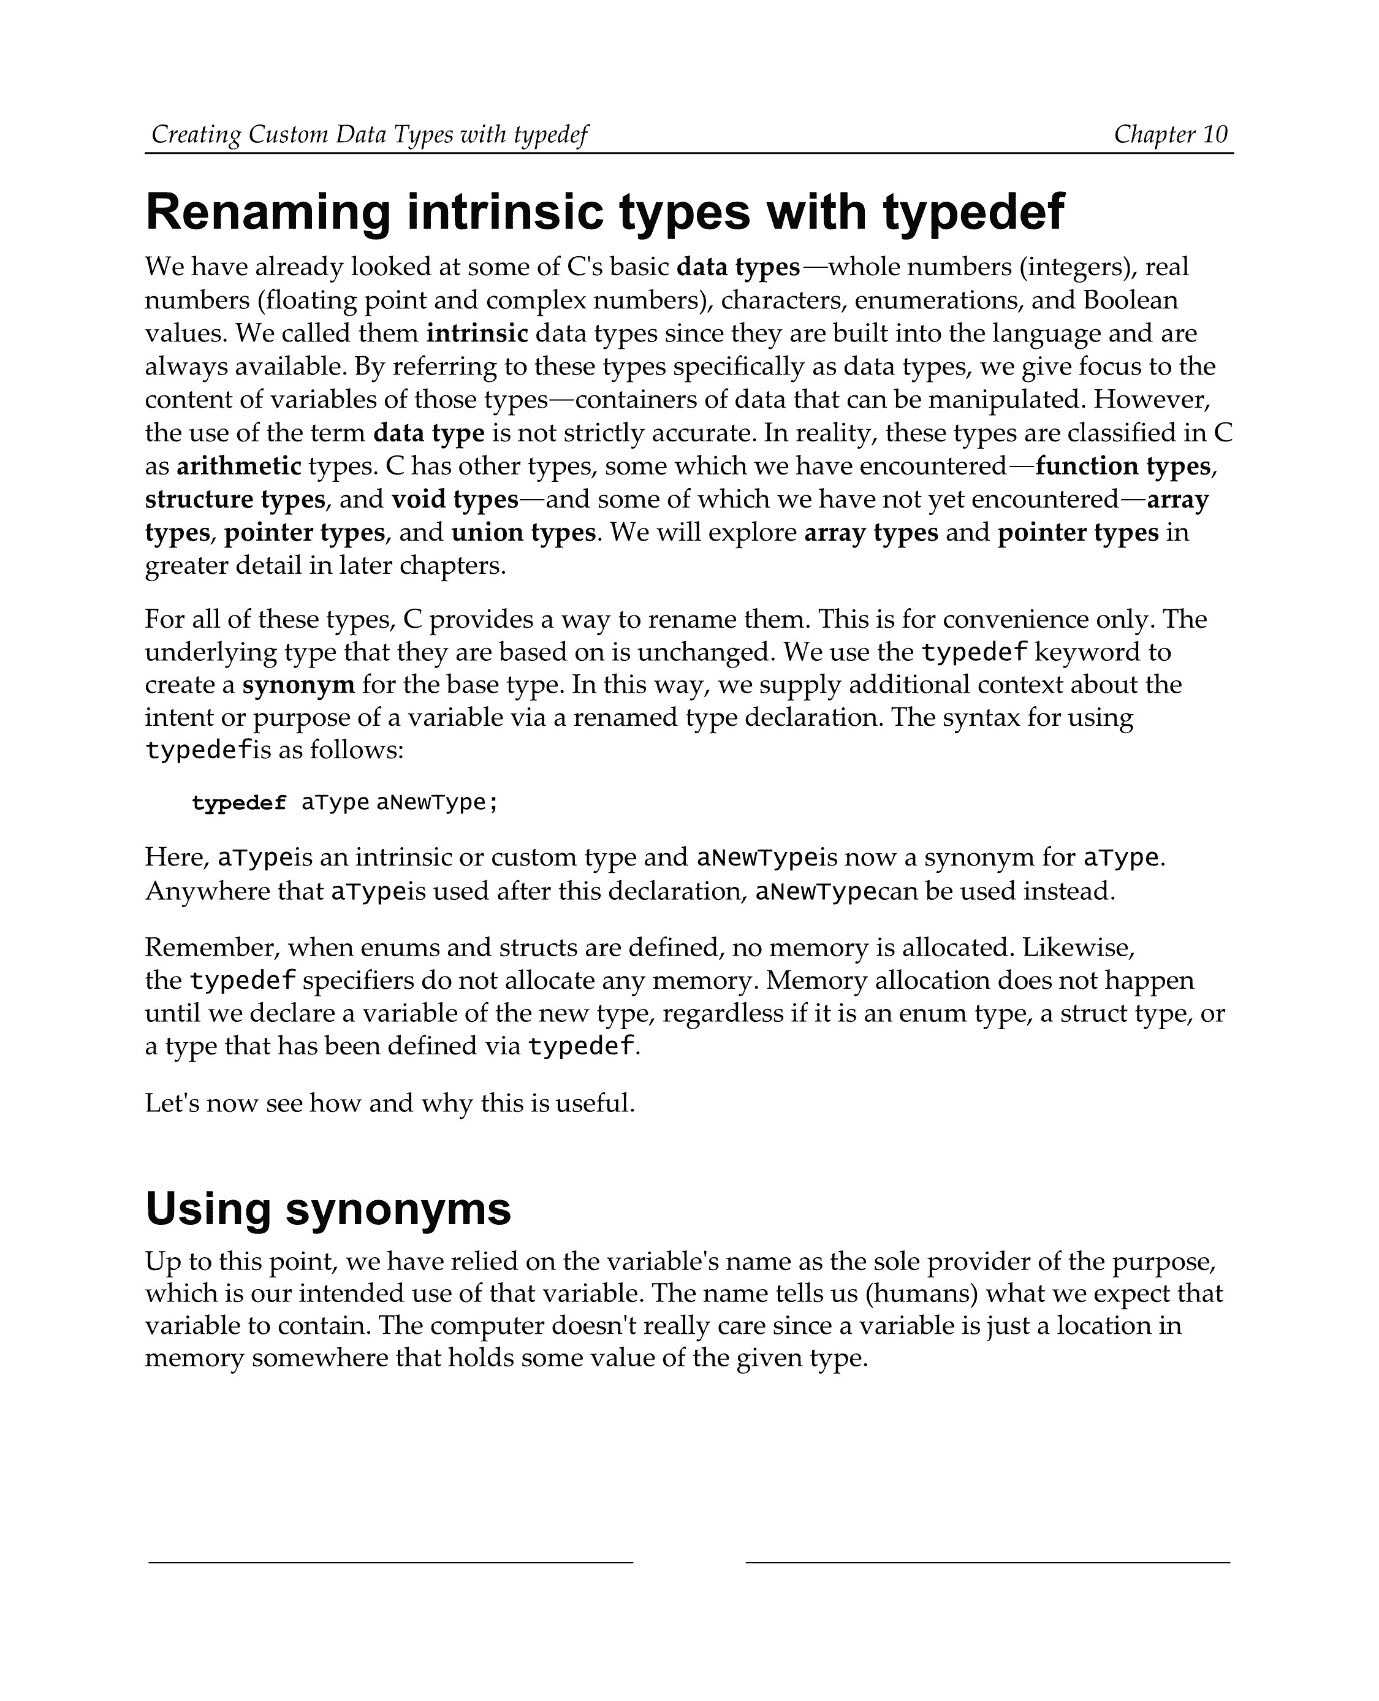 Creating Custom Data Types with typedef Chapter 10
Renaming intrinsic types with typedef
We have already looked at some of C's basic data types—whole numbers (integers), real
numbers (floating point and complex numbers), characters, enumerations, and Boolean
values. We called them intrinsic data types since they are built into the language and are
always available. By referring to these types specifically as data types, we give focus to the
content of variables of those types—containers of data that can be manipulated. However,
the use of the term data type is not strictly accurate. In reality, these types are classified in C
as arithmetic types. C has other types, some which we have encountered—function types,
structure types, and void types—and some of which we have not yet encountered—array
types, pointer types, and union types. We will explore array types and pointer types in
greater detail in later chapters.
For all of these types, C provides a way to rename them. This is for convenience only. The
underlying type that they are based on is unchanged. We use the typedef keyword to
create a synonym for the base type. In this way, we supply additional context about the
intent or purpose of a variable via a renamed type declaration. The syntax for using
typedefis as follows:
typedef aType aNewType;
Here, aTypeis an intrinsic or custom type and aNewTypeis now a synonym for aType.
Anywhere that aTypeis used after this declaration, aNewTypecan be used instead.
Remember, when enums and structs are defined, no memory is allocated. Likewise,
the typedef specifiers do not allocate any memory. Memory allocation does not happen
until we declare a variable of the new type, regardless if it is an enum type, a struct type, or
a type that has been defined via typedef.
Let's now see how and why this is useful.
Using synonyms
Up to this point, we have relied on the variable's name as the sole provider of the purpose,
which is our intended use of that variable. The name tells us (humans) what we expect that
variable to contain. The computer doesn't really care since a variable is just a location in
memory somewhere that holds some value of the given type.